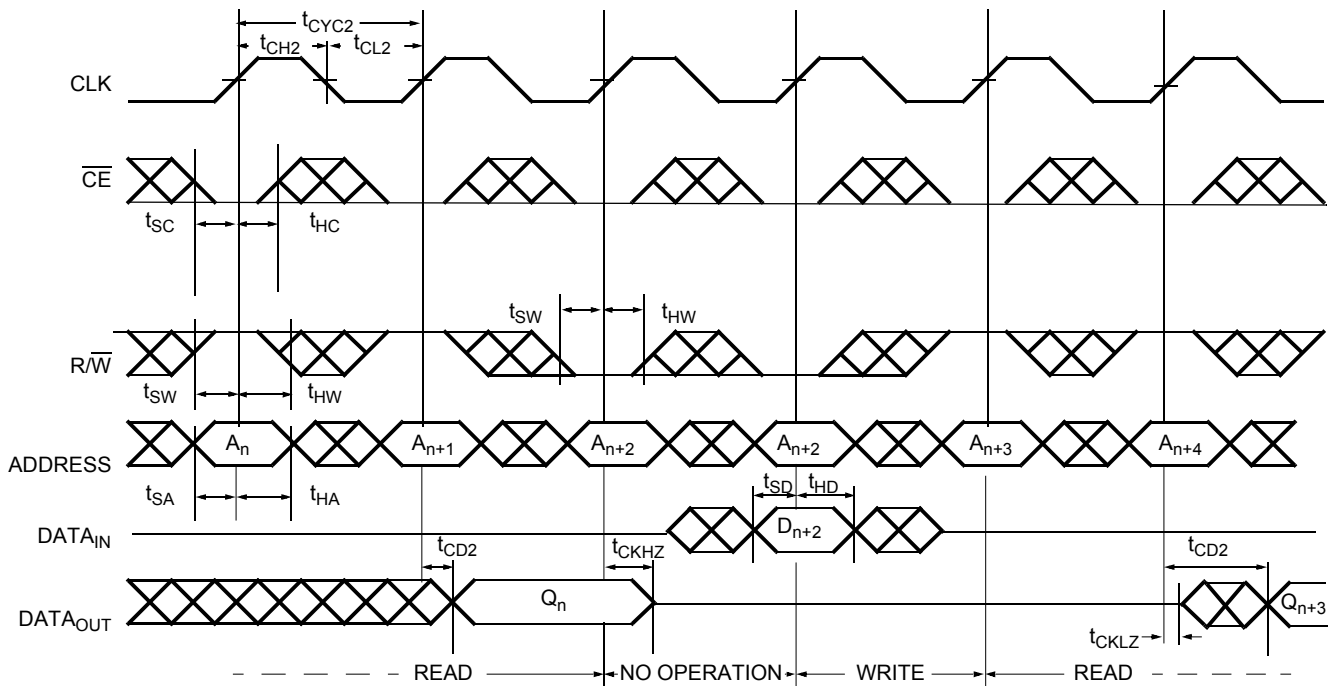 tCYC2
tCH2 tCL2
CLK
CE
tSC tHC
tSW tHW
R/W
tSW tHW
An An+1 An+2 An+2 An+3 An+4
ADDRESS
tSA tHA tSD tHD
Dn+2
DATAIN
tCD2 tCKHZ tCD2
Qn Qn+3
DATAOUT
tCKLZ
READ NO OPERATION WRITE READ